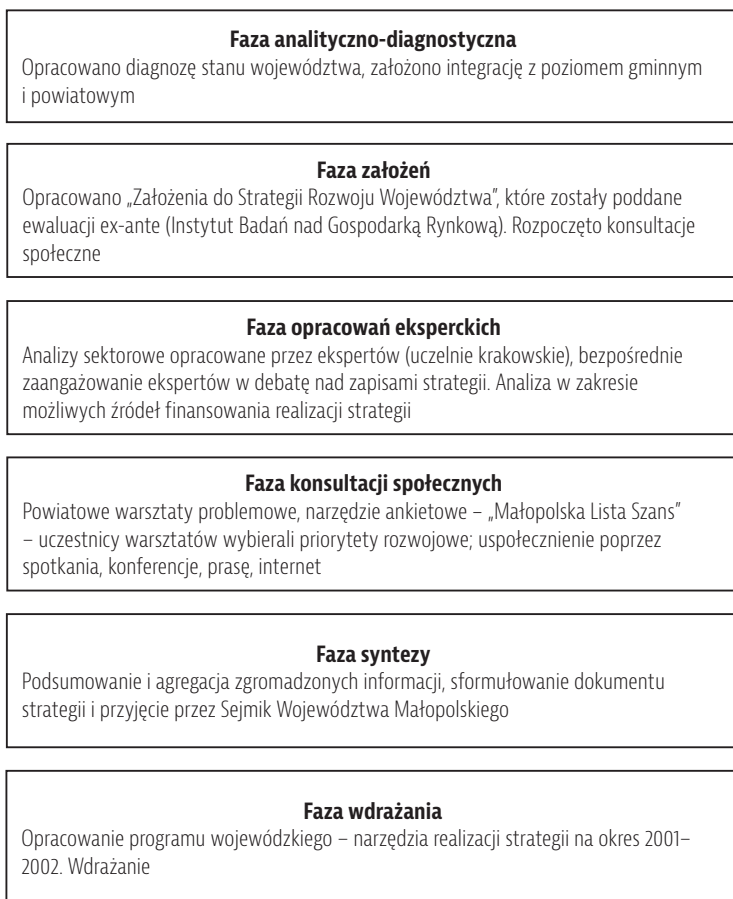 Faza analityczno-diagnostyczna
Opracowano diagnozę stanu województwa, założono integrację z poziomem gminnym
i powiatowym
Faza założeń
Opracowano „Założenia do Strategii Rozwoju Województwa”, które zostały poddane
ewaluacji ex-ante (Instytut Badań nad Gospodarką Rynkową). Rozpoczęto konsultacje
społeczne
Faza opracowań eksperckich
Analizy sektorowe opracowane przez ekspertów (uczelnie krakowskie), bezpośrednie
zaangażowanie ekspertów w debatę nad zapisami strategii. Analiza w zakresie
możliwych źródeł finansowania realizacji strategii
Faza konsultacji społecznych
Powiatowe warsztaty problemowe, narzędzie ankietowe – „Małopolska Lista Szans”
– uczestnicy warsztatów wybierali priorytety rozwojowe; uspołecznienie poprzez
spotkania, konferencje, prasę, internet
Faza syntezy
Podsumowanie i agregacja zgromadzonych informacji, sformułowanie dokumentu
strategii i przyjęcie przez Sejmik Województwa Małopolskiego
Faza wdrażania
Opracowanie programu wojewódzkiego – narzędzia realizacji strategii na okres 2001–
2002. Wdrażanie